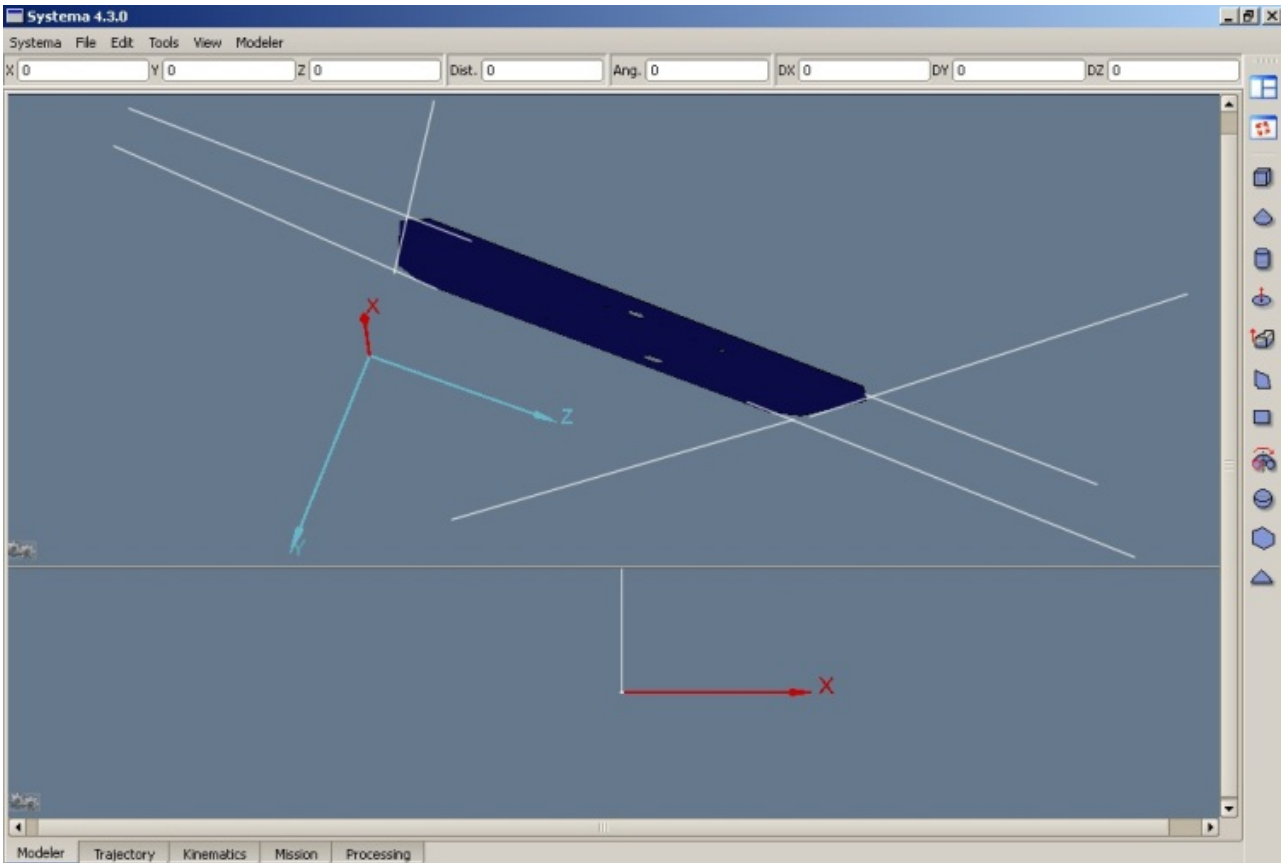 Systema 4.3.0
Systema File Edit Tools View Modeler
X 0 Y 0 Z 0 Dist. 0 Ang. 0 DX 0 DY 0 DZ 0
X
Z
Y
X
Modeler Trajectory Kinematics Mission Processing